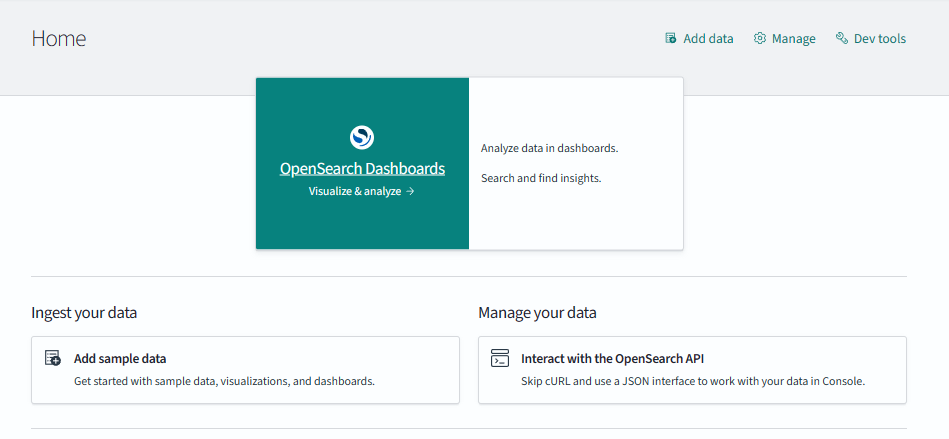 Home
Add data
Manage
Dev tools
OpenSearch Dashboards
Visualize & analyze →
Analyze data in dashboards.
Search and find insights.
Ingest your data
Add sample data
Get started with sample data, visualizations, and dashboards.
Manage your data
Interact with the OpenSearch API
Skip cURL and use a JSON interface to work with your data in Console.